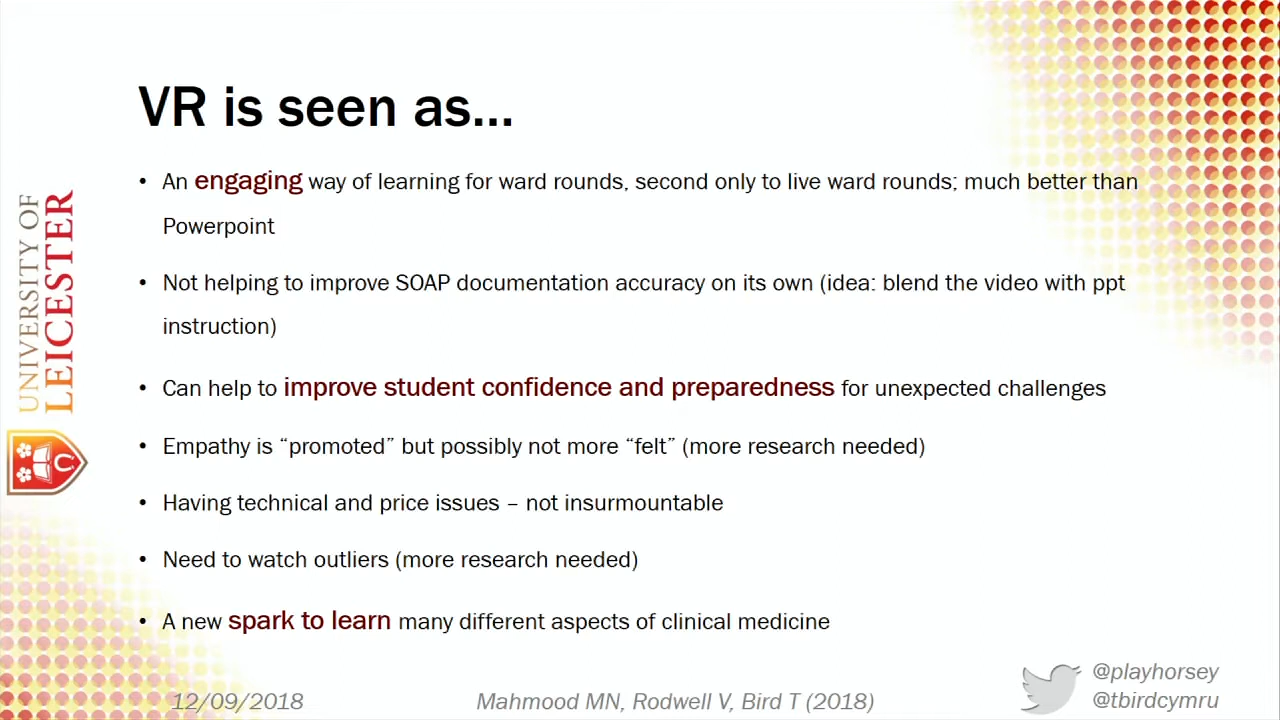 VR is seen as...
• An engaging way of learning for ward rounds, second only to live ward rounds; much better than
Powerpoint
• Not helping to improve SOAP documentation accuracy on its own (idea: blend the video with ppt
instruction)
• Can help to improve student confidence and preparedness for unexpected challenges
• Empathy is “promoted” but possibly not more “felt” (more research needed)
• Having technical and price issues – not insurmountable
• Need to watch outliers (more research needed)
• A new spark to learn many different aspects of clinical medicine
UNIVERSITY OF
LEICESTER
12/09/2018
Mahmood MN, Rodwell V, Bird T (2018)
@playhorsey
@tbirdcymru